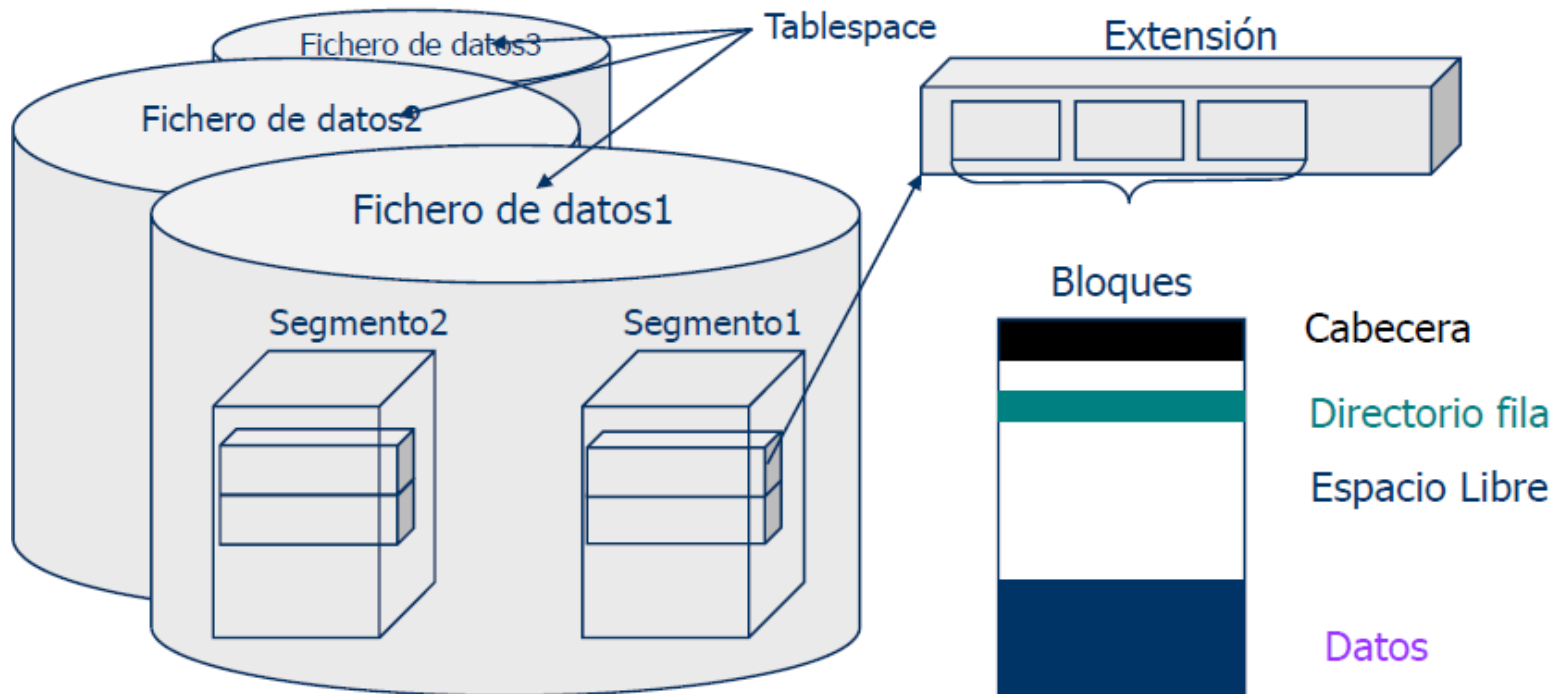 Fichero de datos3
Tablespace
Extensión
Fichero de datos2
Fichero de datos1
Segmento2
Segmento1
Bloques
Cabecera
Directorio fila
Espacio Libre
Datos